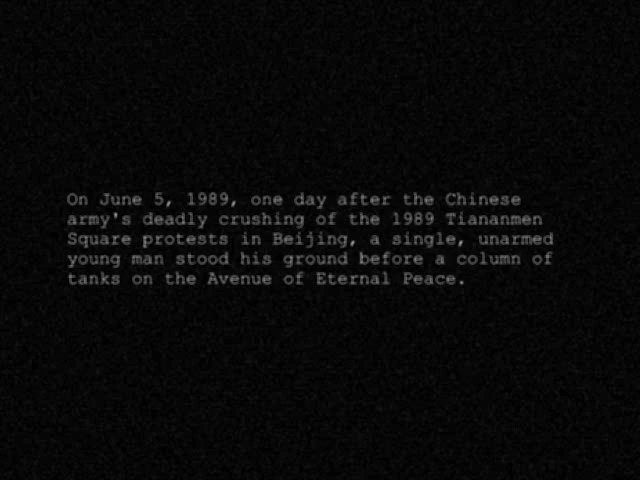 On June 5, 1989, one day after the Chinese
army's deadly crushing of the 1989 Tiananmen
Square protests in Beijing, a single, unarmed
young man stood his ground before a column of
tanks on the Avenue of Eternal Peace.